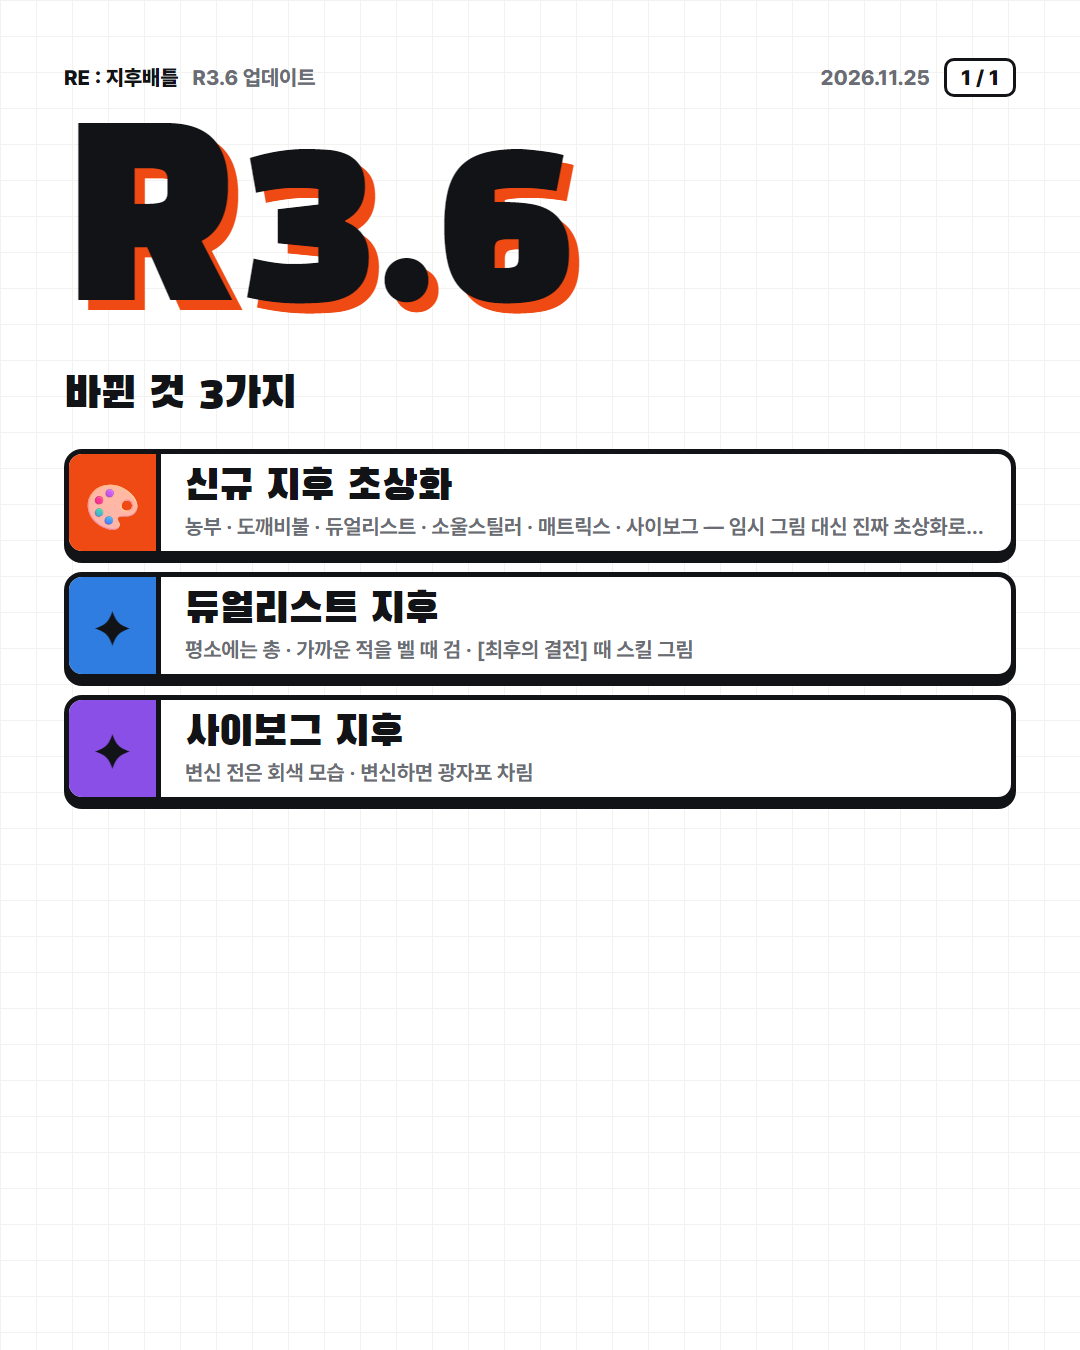 RE : 지후배틀 R3.6 업데이트
2026.11.25 1 / 1
R3.6
바뀐 것 3가지
신규 지후 초상화
농부 · 도깨비불 · 듀얼리스트 · 소울스틸러 · 매트릭스 · 사이보그 — 임시 그림 대신 진짜 초상화로...
듀얼리스트 지후
평소에는 총 · 가까운 적을 벨 때 검 · [최후의 결전] 때 스킬 그림
사이보그 지후
변신 전은 회색 모습 · 변신하면 광자포 차림